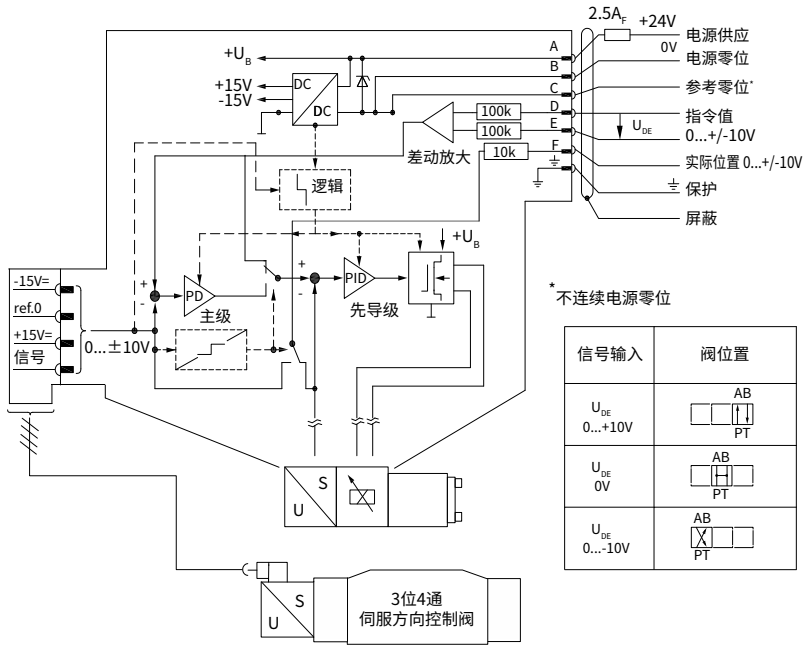 2.5A_F
+24V
电源供应
0V
电源零位
参考零位*
指令值
U_DE
0...+/-10V
实际位置 0...+/-10V
保护
屏蔽
A
B
C
D
E
F
+U_B
+15V
-15V
DC
DC
100k
100k
10k
差动放大
逻辑
+U_B
+
-
PD
主级
+
-
PID
先导级
-15V=
ref.0
+15V=
信号
0...±10V
S
U
S
U
3位4通
伺服方向控制阀
*不连续电源零位
信号输入 阀位置
U_DE
0...+10V
AB
PT
U_DE
0V
AB
PT
U_DE
0...-10V
AB
PT